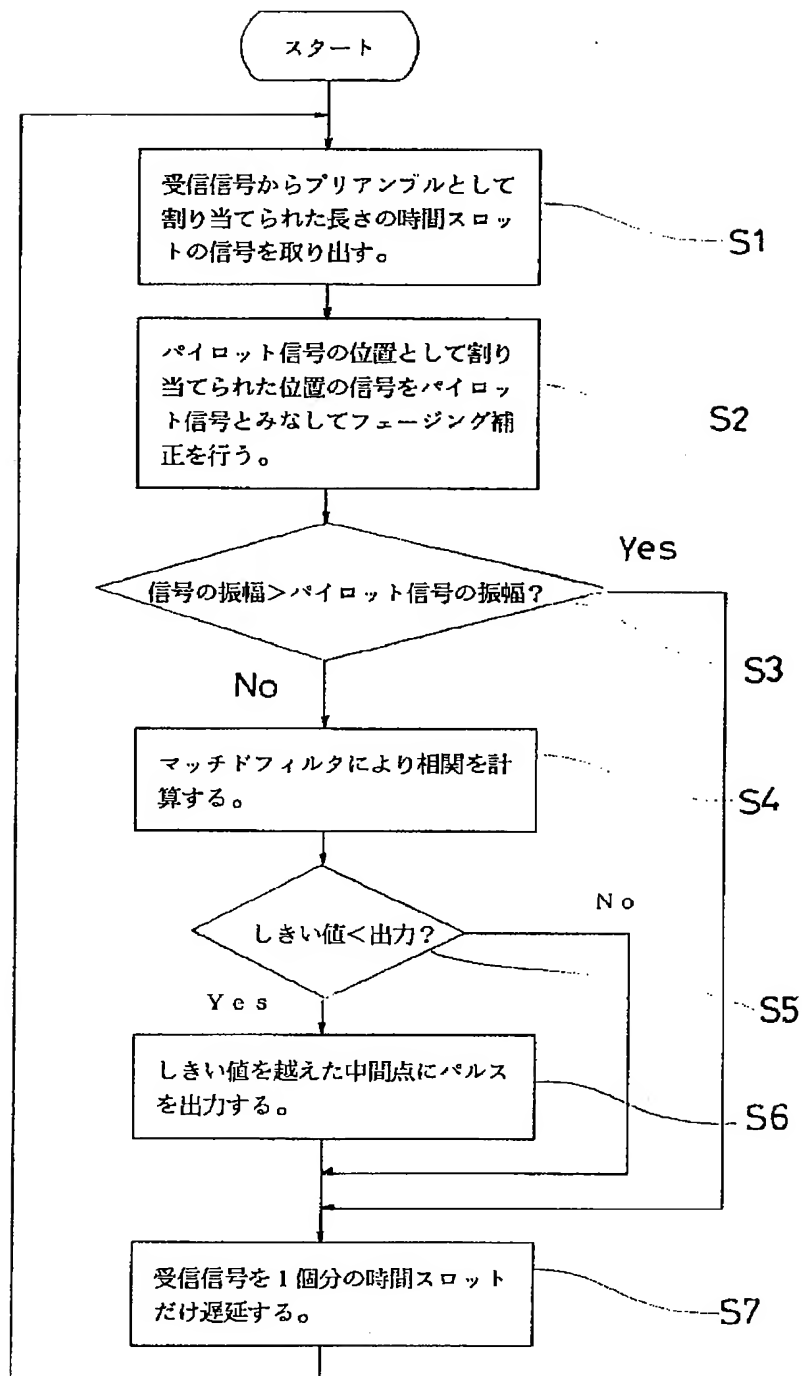 スタート
受信信号からプリアンブルとして
割り当てられた長さの時間スロッ
トの信号を取り出す。
S1
パイロット信号の位置として割り
当てられた位置の信号をパイロッ
ト信号とみなしてフェージング補
正を行う。
S2
Yes
信号の振幅>パイロット信号の振幅?
S3
No
マッチドフィルタにより相関を計
算する。
S4
No
しきい値<出力?
Yes
S5
しきい値を越えた中間点にパルス
を出力する。
S6
受信信号を1個分の時間スロット
だけ遅延する。
S7